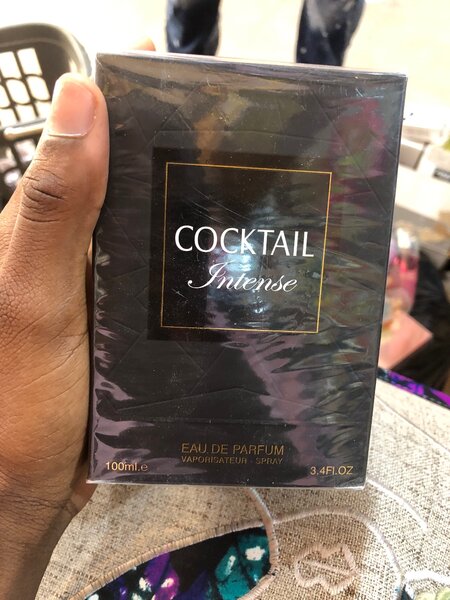 COCKTAIL
Intense
EAU DE PARFUM
VAPORISATEUR - SPRAY
100ml.e
3.4FL.OZ